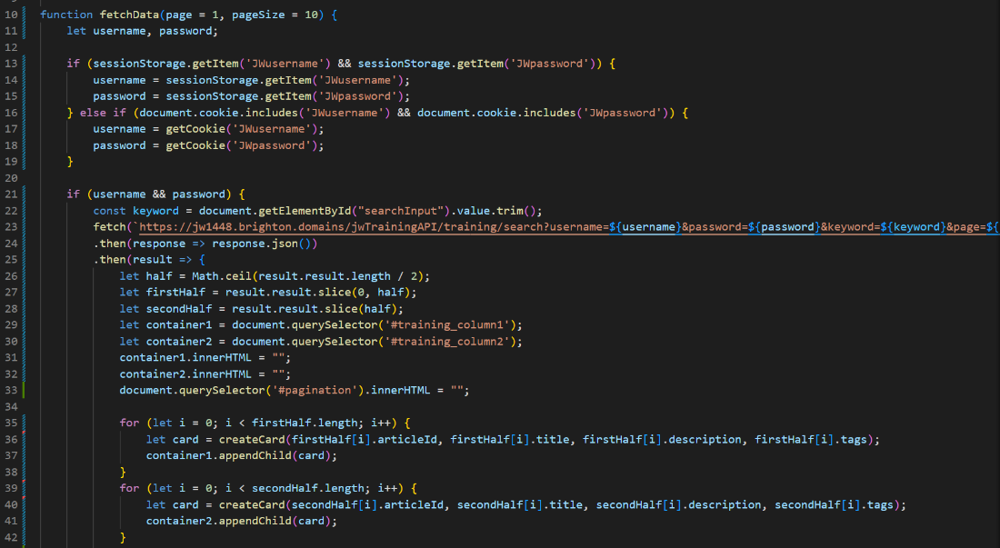 10 function fetchData(page = 1, pageSize = 10) {
11 let username, password;
12
13 if (sessionStorage.getItem('JWusername') && sessionStorage.getItem('JWpassword')) {
14 username = sessionStorage.getItem('JWusername');
15 password = sessionStorage.getItem('JWpassword');
16 } else if (document.cookie.includes('JWusername') && document.cookie.includes('JWpassword')) {
17 username = getCookie('JWusername');
18 password = getCookie('JWpassword');
19 }
20
21 if (username && password) {
22 const keyword = document.getElementById("searchInput").value.trim();
23 fetch(`https://jw1448.brighton.domains/jwTrainingAPI/training/search?username=${username}&password=${password}&keyword=${keyword}&page=${
24 .then(response => response.json())
25 .then(result => {
26 let half = Math.ceil(result.result.length / 2);
27 let firstHalf = result.result.slice(0, half);
28 let secondHalf = result.result.slice(half);
29 let container1 = document.querySelector('#training_column1');
30 let container2 = document.querySelector('#training_column2');
31 container1.innerHTML = "";
32 container2.innerHTML = "";
33 document.querySelector('#pagination').innerHTML = "";
34
35 for (let i = 0; i < firstHalf.length; i++) {
36 let card = createCard(firstHalf[i].articleId, firstHalf[i].title, firstHalf[i].description, firstHalf[i].tags);
37 container1.appendChild(card);
38 }
39 for (let i = 0; i < secondHalf.length; i++) {
40 let card = createCard(secondHalf[i].articleId, secondHalf[i].title, secondHalf[i].description, secondHalf[i].tags);
41 container2.appendChild(card);
42 }